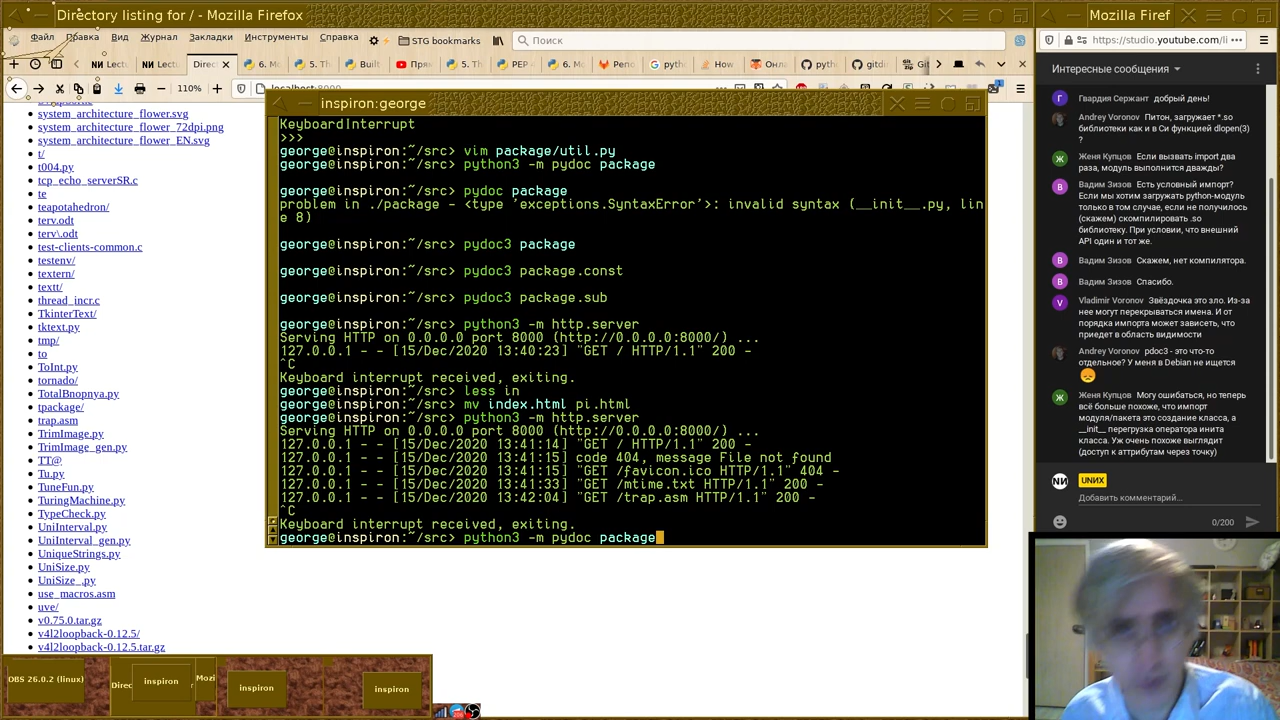 Directory listing for / - Mozilla Firefox
Файл Правка Вид Журнал Закладки Инструменты Справка
STG bookmarks
Поиск
110%
system_architecture_flower.svg
system_architecture_flower_72dpi.png
system_architecture_flower_EN.svg
t/
t004.py
tcp_echo_serverSR.c
te
teapotahedron/
terv.odt
terv\.odt
test-clients-common.c
testenv/
textern/
textt/
thread_incr.c
TkinterText/
tktext.py
tmp/
to
ToInt.py
tornado/
TotalBnopnya.py
tpackage/
trap.asm
TrimImage.py
TrimImage_gen.py
TT@
Tu.py
TuneFun.py
TuringMachine.py
TypeCheck.py
UniInterval.py
UniInterval_gen.py
UniqueStrings.py
UniSize.py
UniSize_.py
use_macros.asm
uve/
v0.75.0.tar.gz
v4l2loopback-0.12.5/
v4l2loopback-0.12.5.tar.gz
inspiron:george
KeyboardInterrupt
>>>
george@inspiron:~/src> vim package/util.py
george@inspiron:~/src> python3 -m pydoc package
george@inspiron:~/src> pydoc package
problem in ./package - <type 'exceptions.SyntaxError'>: invalid syntax (__init__.py, lin
e 8)
george@inspiron:~/src> pydoc3 package
george@inspiron:~/src> pydoc3 package.const
george@inspiron:~/src> pydoc3 package.sub
george@inspiron:~/src> python3 -m http.server
Serving HTTP on 0.0.0.0 port 8000 (http://0.0.0.0:8000/) ...
127.0.0.1 - - [15/Dec/2020 13:40:23] "GET / HTTP/1.1" 200 -
^C
Keyboard interrupt received, exiting.
george@inspiron:~/src> less in
george@inspiron:~/src> mv index.html pi.html
george@inspiron:~/src> python3 -m http.server
Serving HTTP on 0.0.0.0 port 8000 (http://0.0.0.0:8000/) ...
127.0.0.1 - - [15/Dec/2020 13:41:14] "GET / HTTP/1.1" 200 -
127.0.0.1 - - [15/Dec/2020 13:41:15] code 404, message File not found
127.0.0.1 - - [15/Dec/2020 13:41:15] "GET /favicon.ico HTTP/1.1" 404 -
127.0.0.1 - - [15/Dec/2020 13:41:33] "GET /mtime.txt HTTP/1.1" 200 -
127.0.0.1 - - [15/Dec/2020 13:42:04] "GET /trap.asm HTTP/1.1" 200 -
^C
Keyboard interrupt received, exiting.
george@inspiron:~/src> python3 -m pydoc package
Mozilla Firef
https://studio.youtube.com/li
Интересные сообщения
Гвардия Сержант добрый день!
Andrey Voronov Питон, загружает *.so
библиотеки как и в Си функцией dlopen(3)
?
Женя Купцов Если вызвать import два
раза, модуль выполнится дважды?
Вадим Зизов Есть условный импорт?
Если мы хотим загружать python-модуль
только в том случае, если не получилось
(скажем) скомпилировать .so
библиотеку. При условии, что внешний
API один и тот же.
Вадим Зизов Скажем, нет компилятора.
Вадим Зизов Спасибо.
Vladimir Voronov Звёздочка это зло. Из-за
нее могут перекрываться имена. И от
порядка импорта может зависеть, что
приедет в область видимости.
Andrey Voronov pdoc3 - это что-то
отдельное? У меня в Debian не ищется
Женя Купцов Могу ошибаться, но теперь
всё больше похоже, что импорт
модуля/пакета это создание класса, а
__init__ перегрузка оператора инита
класса. Уж очень похоже выглядит
(доступ к аттрибутам через точку)
UNИX
Добавить комментарий...
0/200
OBS 26.0.2 (linux)
Direc
inspiron
Mozi
inspiron
inspiron